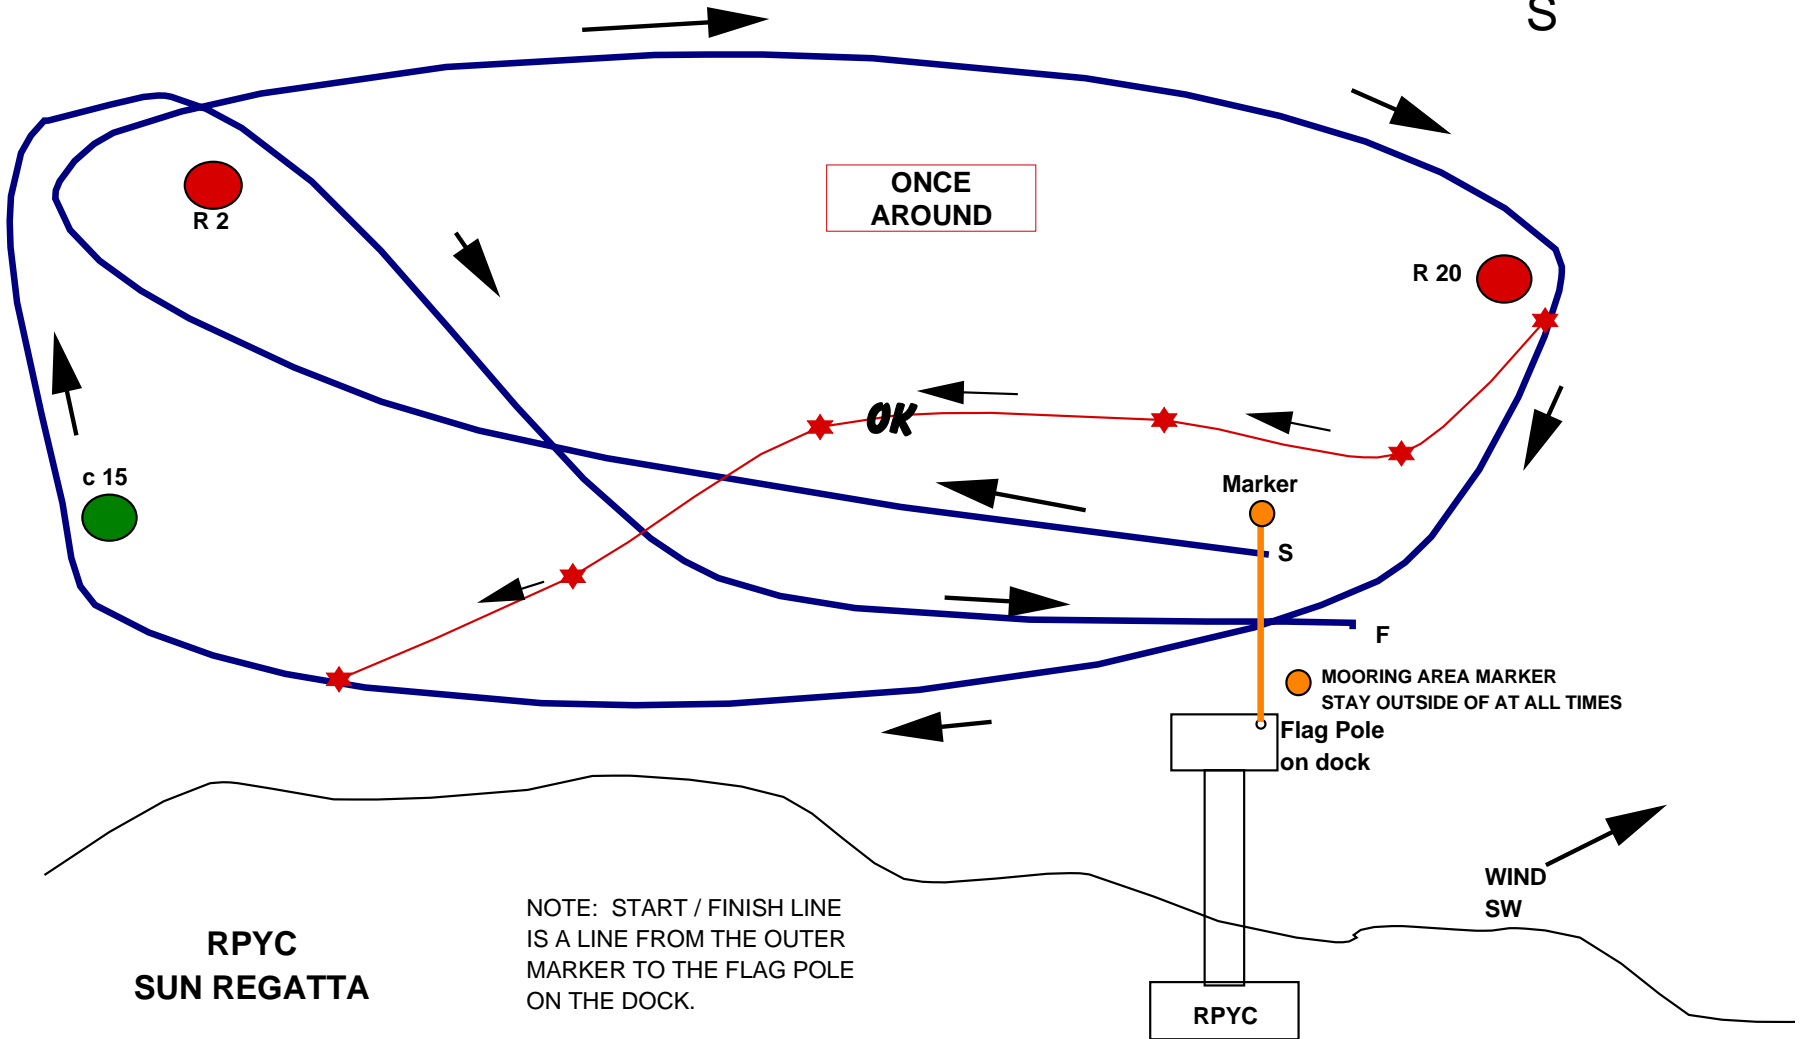 S
ONCE
AROUND
R 2
R 20
OK
c 15
Marker
S
F
MOORING AREA MARKER
STAY OUTSIDE OF AT ALL TIMES
Flag Pole
on dock
WIND
SW
NOTE:  START / FINISH LINE
IS A LINE FROM THE OUTER
MARKER TO THE FLAG POLE
ON THE DOCK.
RPYC
SUN REGATTA
RPYC